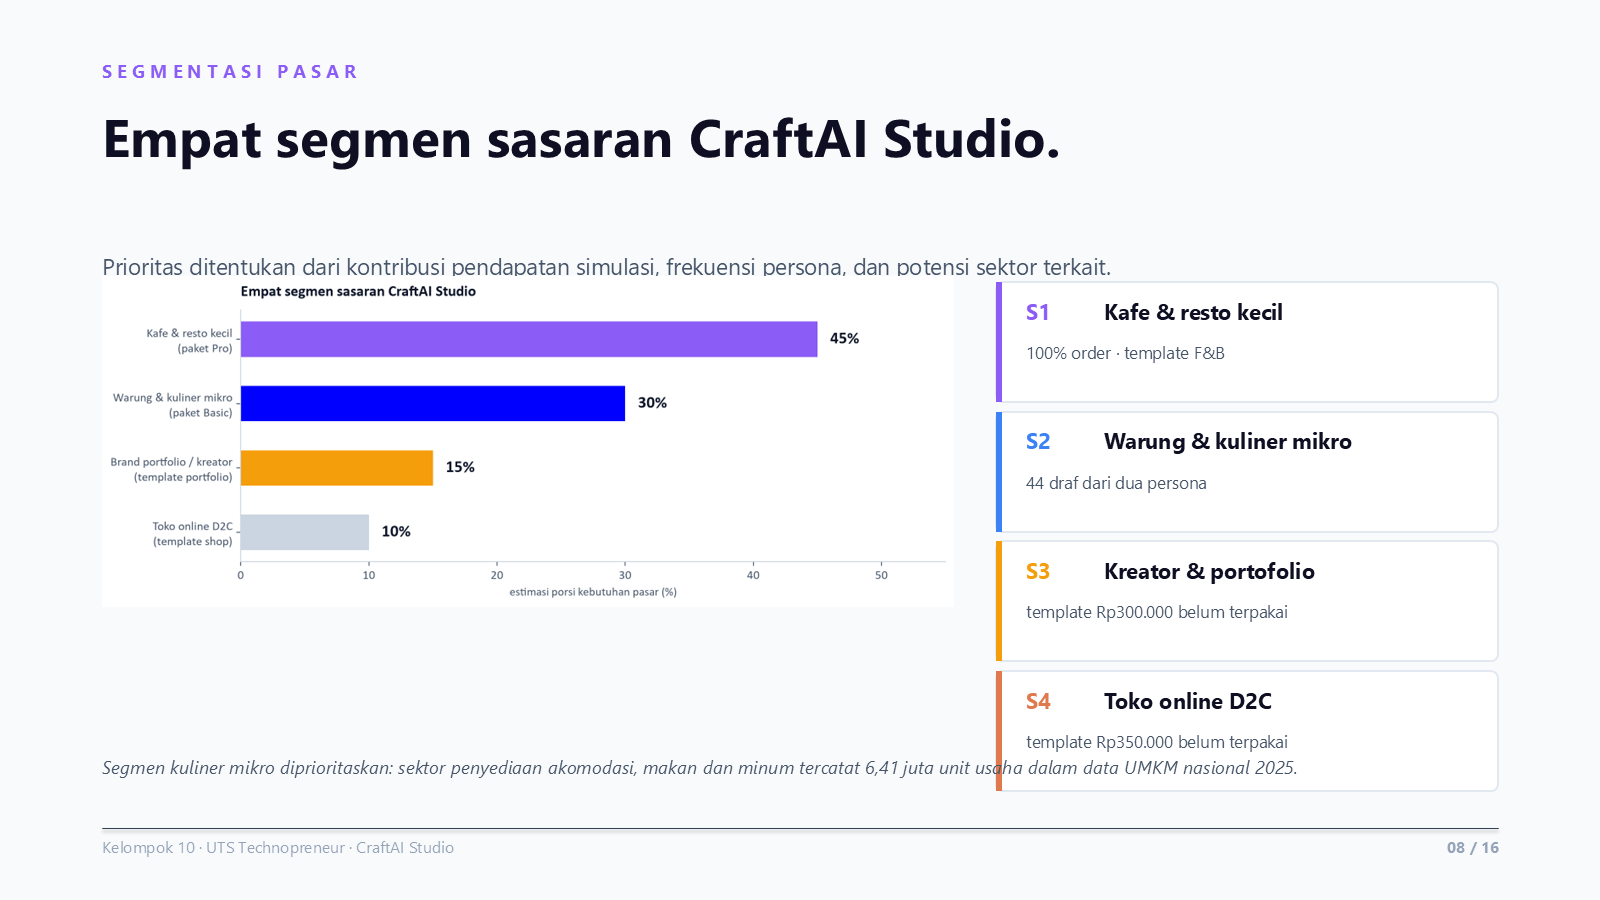 SEGMENTASI PASAR
Empat segmen sasaran CraftAI Studio.
Prioritas ditentukan dari kontribusi pendapatan simulasi, frekuensi persona, dan potensi sektor terkait.
Empat segmen sasaran CraftAI Studio
Kafe & resto kecil
(paket Pro)
45%
Warung & kuliner mikro
(paket Basic)
30%
Brand portfolio / kreator
(template portfolio)
15%
Toko online D2C
(template shop)
10%
0 10 20 30 40 50
estimasi porsi kebutuhan pasar (%)
S1 Kafe & resto kecil
100% order · template F&B
S2 Warung & kuliner mikro
44 draf dari dua persona
S3 Kreator & portofolio
template Rp300.000 belum terpakai
S4 Toko online D2C
template Rp350.000 belum terpakai
Segmen kuliner mikro diprioritaskan: sektor penyediaan akomodasi, makan dan minum tercatat 6,41 juta unit usaha dalam data UMKM nasional 2025.
Kelompok 10 · UTS Technopreneur · CraftAI Studio
08 / 16